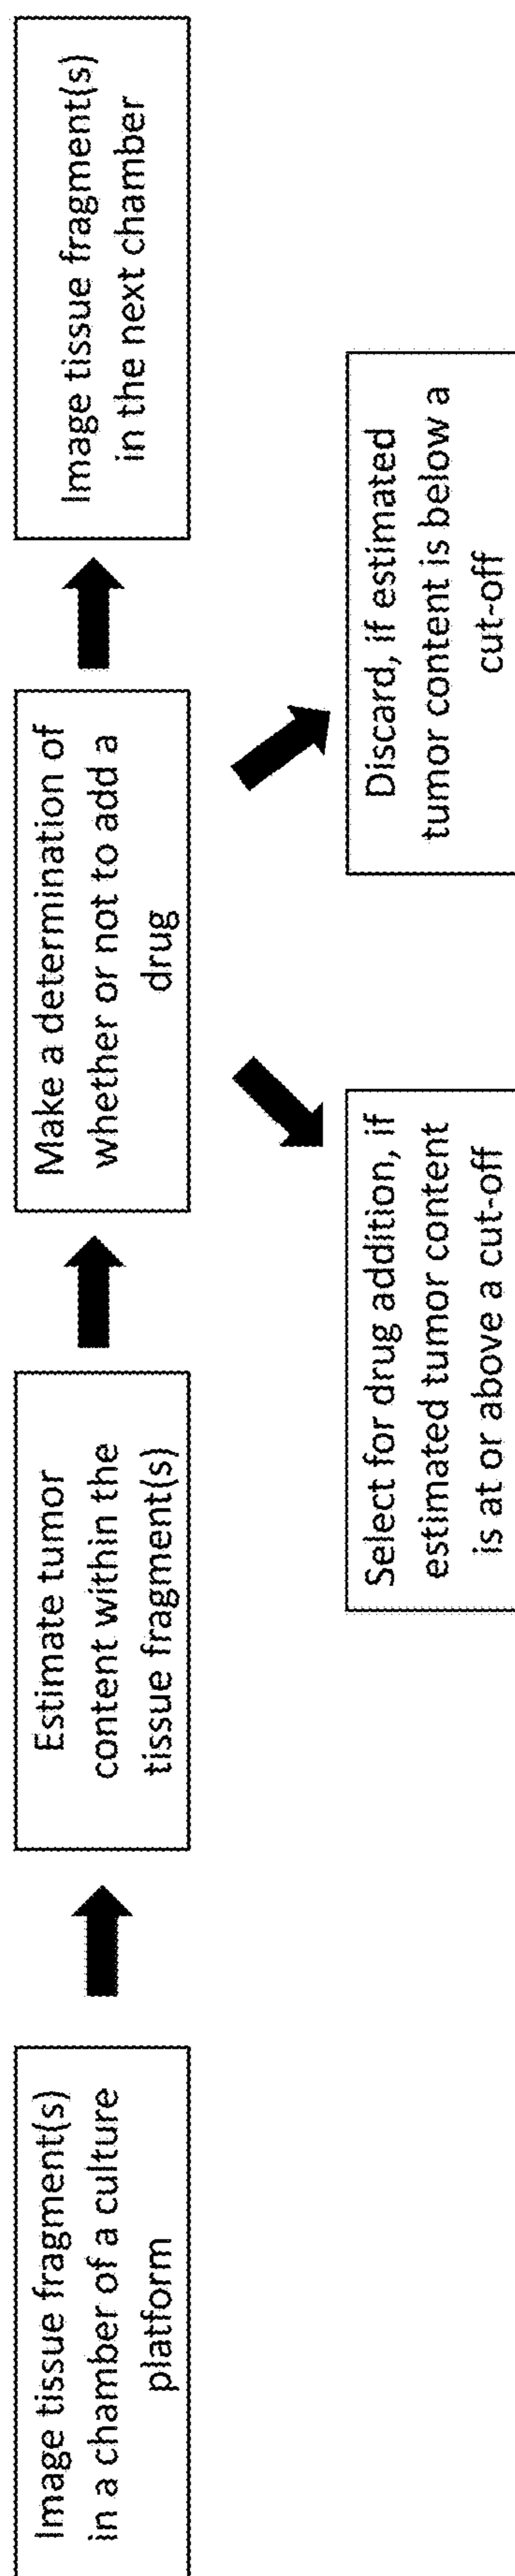 Image tissue fragment(s)
in a chamber of a culture
platform
Estimate tumor
content within the
tissue fragment(s)
Make a determination of
whether or not to add a
drug
Image tissue fragment(s)
in the next chamber
Select for drug addition, if
estimated tumor content
is at or above a cut-off
Discard, if estimated
tumor content is below a
cut-off